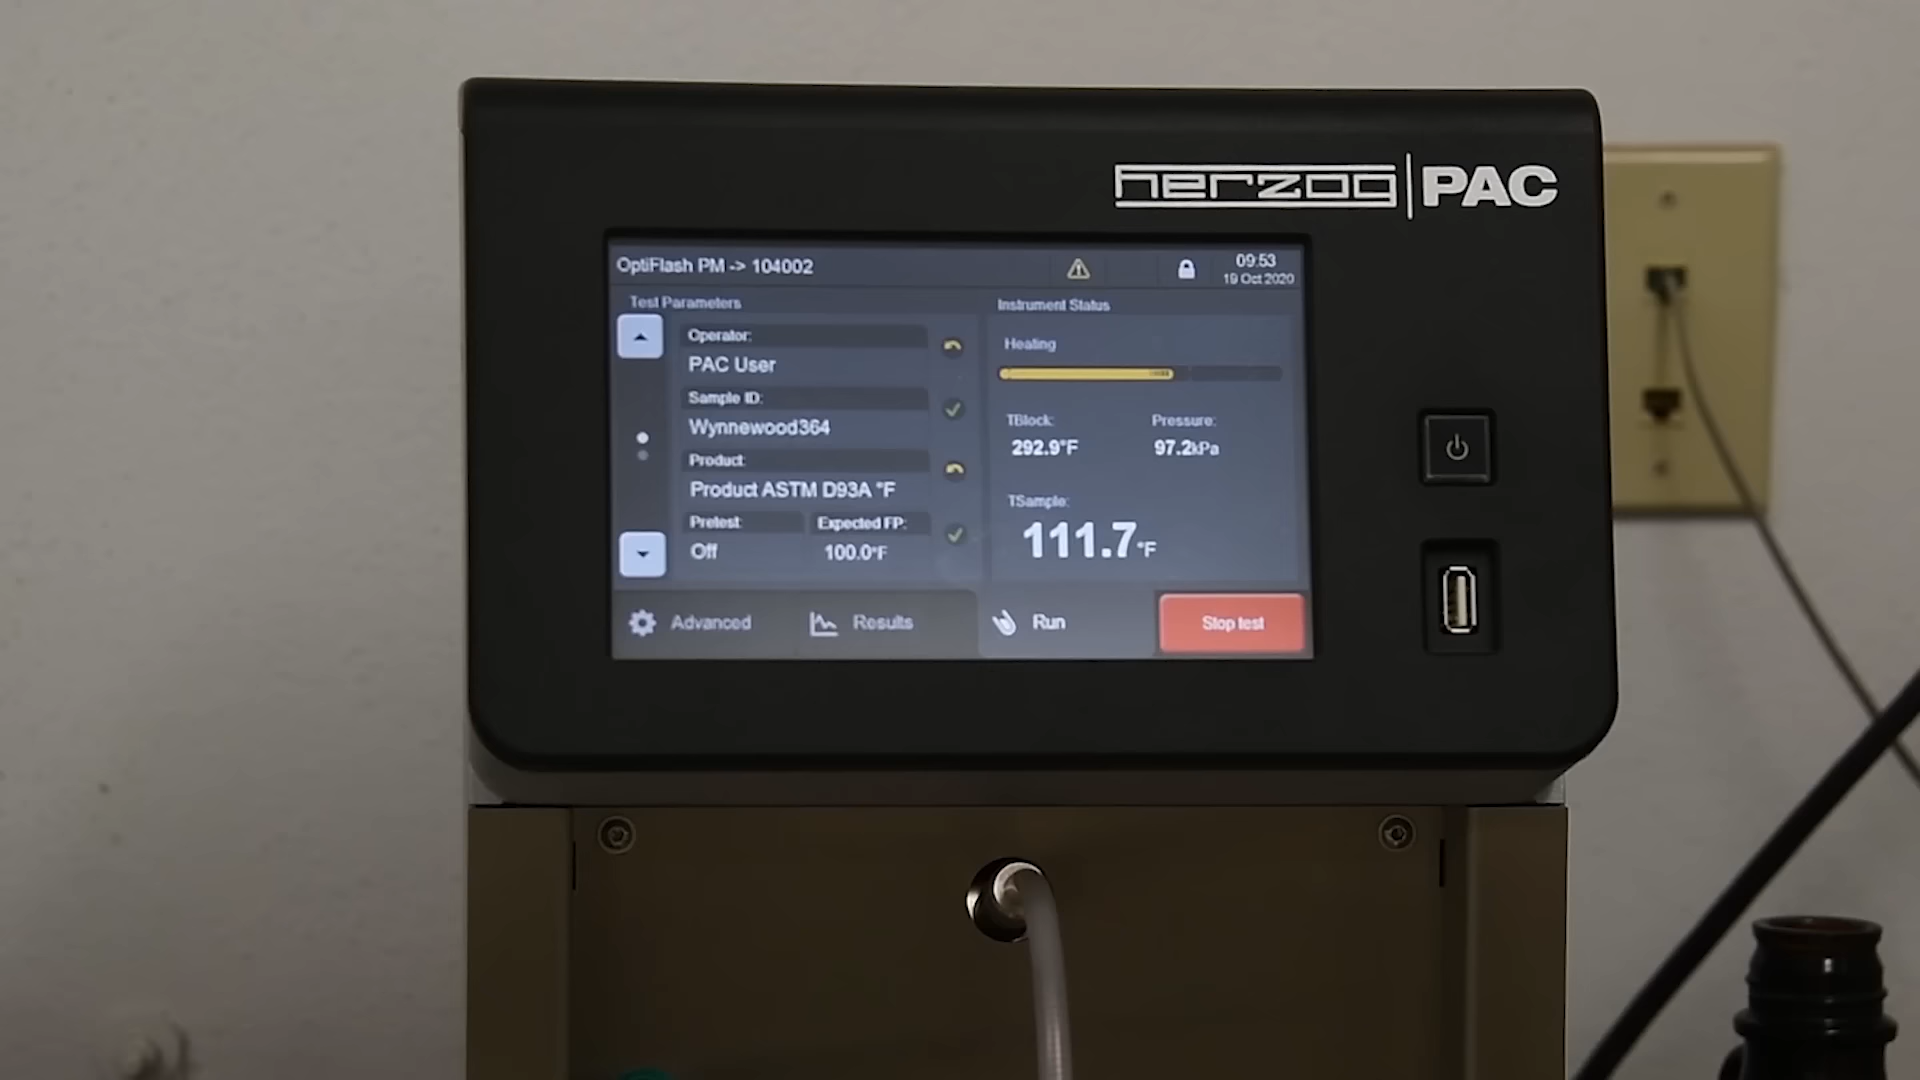 herzog | PAC
OptiFlash PM -> 104002
09:53
19 Oct 2020
Test Parameters
Instrument Status
Operator:
PAC User
Heating
Sample ID:
Wynnewood364
TBlock:
Pressure:
292.9°F
97.2kPa
Product:
Product ASTM D93A °F
TSample:
111.7°F
Pretest:
Expected FP:
Off
100.0°F
Advanced
Results
Run
Stop test